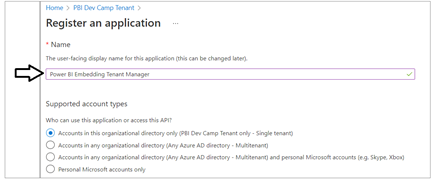 Home > PBI Dev Camp Tenant >
Register an application ...
* Name
The user-facing display name for this application (this can be changed later).
Power BI Embedding Tenant Manager
Supported account types
Who can use this application or access this API?
Accounts in this organizational directory only (PBI Dev Camp Tenant only - Single tenant)
Accounts in any organizational directory (Any Azure AD directory - Multitenant)
Accounts in any organizational directory (Any Azure AD directory - Multitenant) and personal Microsoft accounts (e.g. Skype, Xbox)
Personal Microsoft accounts only